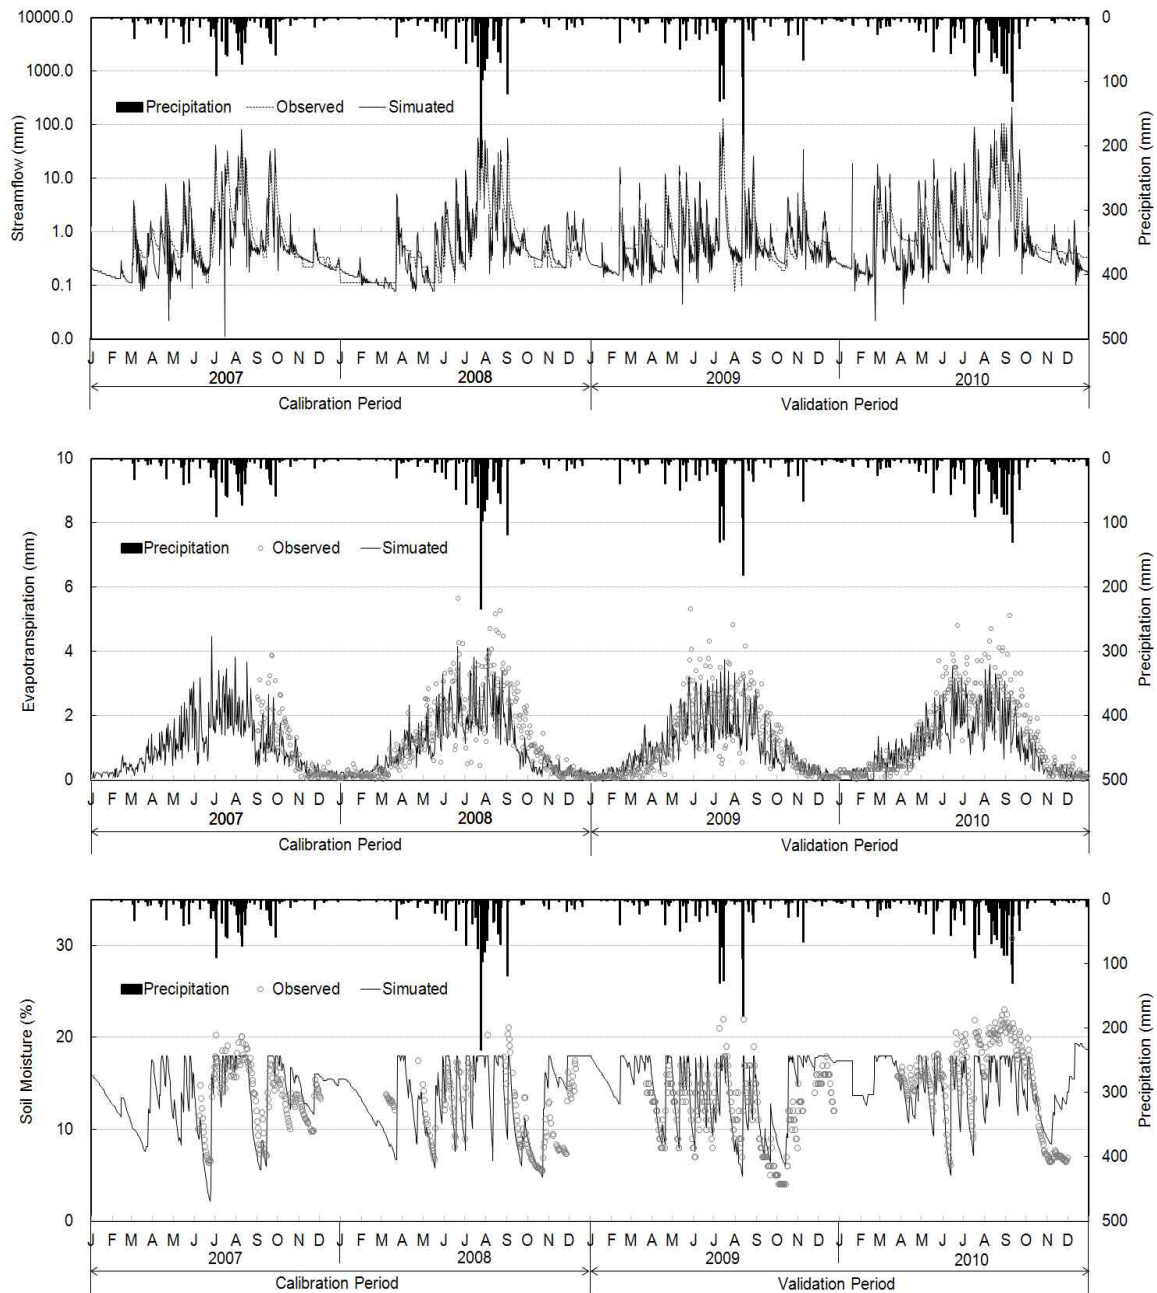 10000.0
1000.0
100.0
10.0
1.0
0.1
0.0
Streamflow (mm)
Precipitation Observed Simuated
0
100
200
300
400
500
Precipitation (mm)
J F M A M J J A S O N D J F M A M J J A S O N D J F M A M J J A S O N D J F M A M J J A S O N D
2007 2008 2009 2010
Calibration Period Validation Period
10
8
6
4
2
0
Evapotranspiration (mm)
Precipitation Observed Simuated
0
100
200
300
400
500
Precipitation (mm)
J F M A M J J A S O N D J F M A M J J A S O N D J F M A M J J A S O N D J F M A M J J A S O N D
2007 2008 2009 2010
Calibration Period Validation Period
30
20
10
0
Soil Moisture (%)
Precipitation Observed Simuated
0
100
200
300
400
500
Precipitation (mm)
J F M A M J J A S O N D J F M A M J J A S O N D J F M A M J J A S O N D J F M A M J J A S O N D
2007 2008 2009 2010
Calibration Period Validation Period